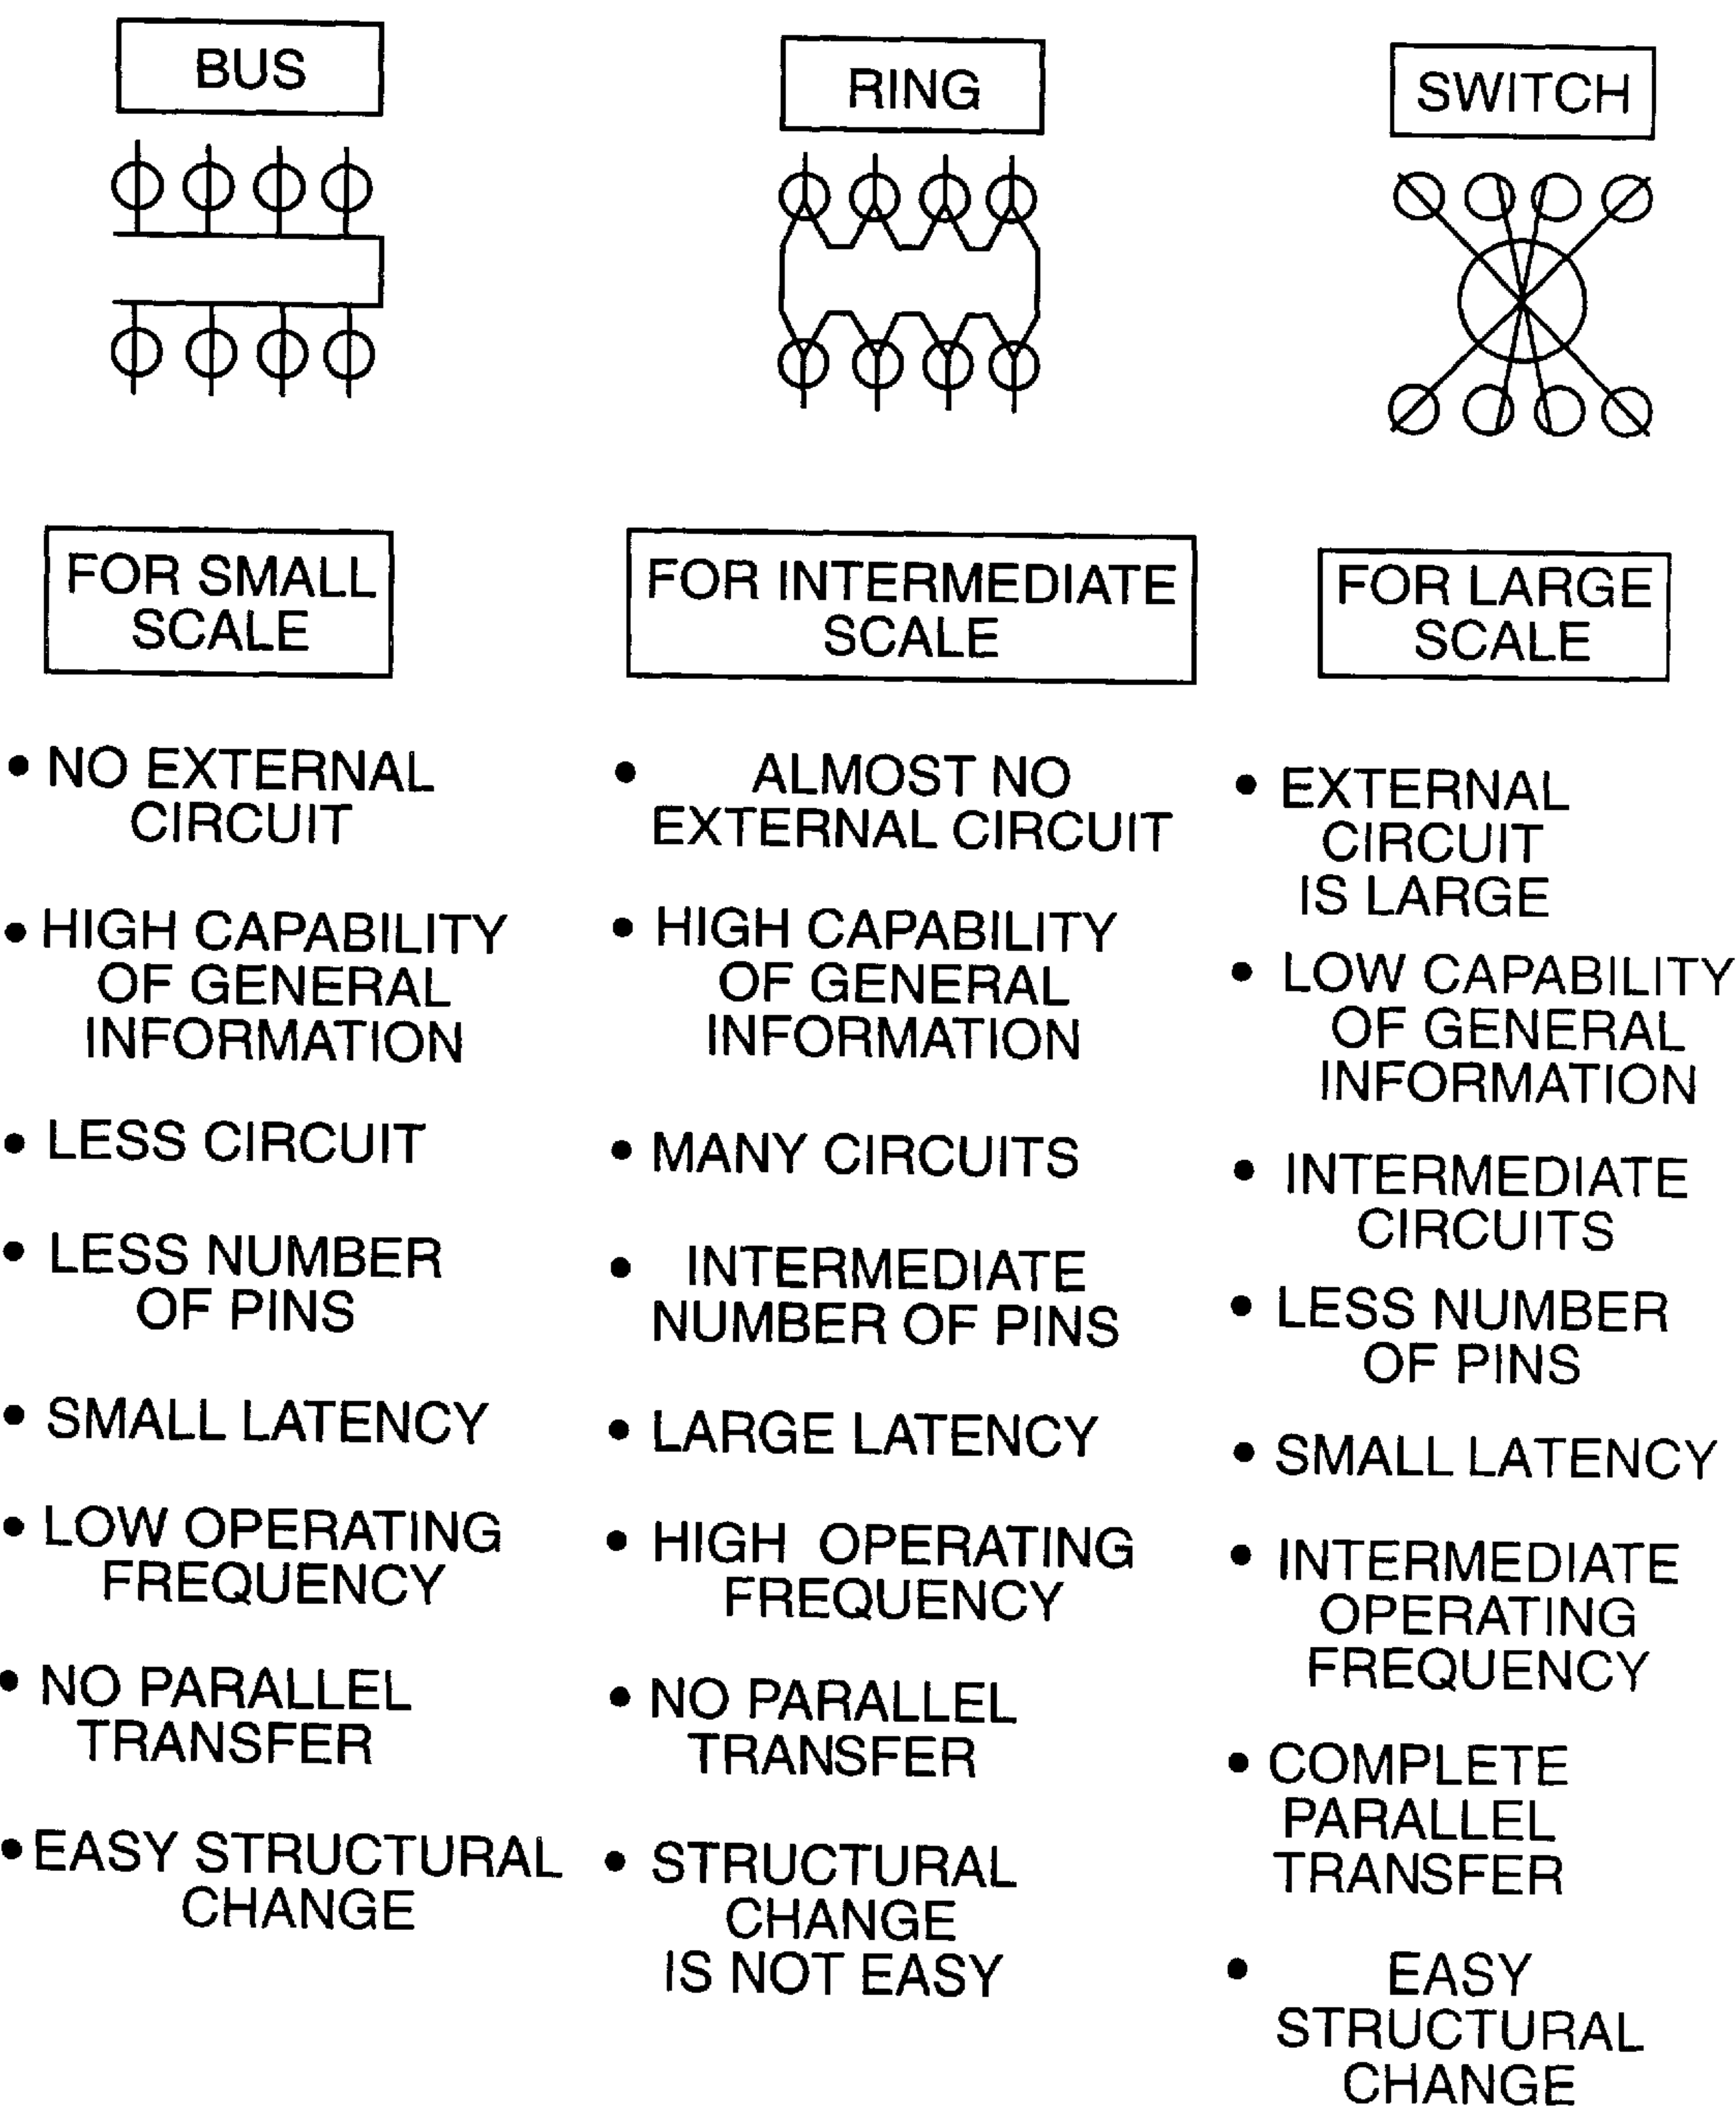 BUS
FOR SMALL
SCALE
• NO EXTERNAL
CIRCUIT
• HIGH CAPABILITY
OF GENERAL
INFORMATION
• LESS CIRCUIT
• LESS NUMBER
OF PINS
• SMALL LATENCY
• LOW OPERATING
FREQUENCY
• NO PARALLEL
TRANSFER
• EASY STRUCTURAL
CHANGE
RING
FOR INTERMEDIATE
SCALE
• ALMOST NO
EXTERNAL CIRCUIT
• HIGH CAPABILITY
OF GENERAL
INFORMATION
• MANY CIRCUITS
• INTERMEDIATE
NUMBER OF PINS
• LARGE LATENCY
• HIGH OPERATING
FREQUENCY
• NO PARALLEL
TRANSFER
• STRUCTURAL
CHANGE
IS NOT EASY
SWITCH
FOR LARGE
SCALE
• EXTERNAL
CIRCUIT
IS LARGE
• LOW CAPABILITY
OF GENERAL
INFORMATION
• INTERMEDIATE
CIRCUITS
• LESS NUMBER
OF PINS
• SMALL LATENCY
• INTERMEDIATE
OPERATING
FREQUENCY
• COMPLETE
PARALLEL
TRANSFER
• EASY
STRUCTURAL
CHANGE